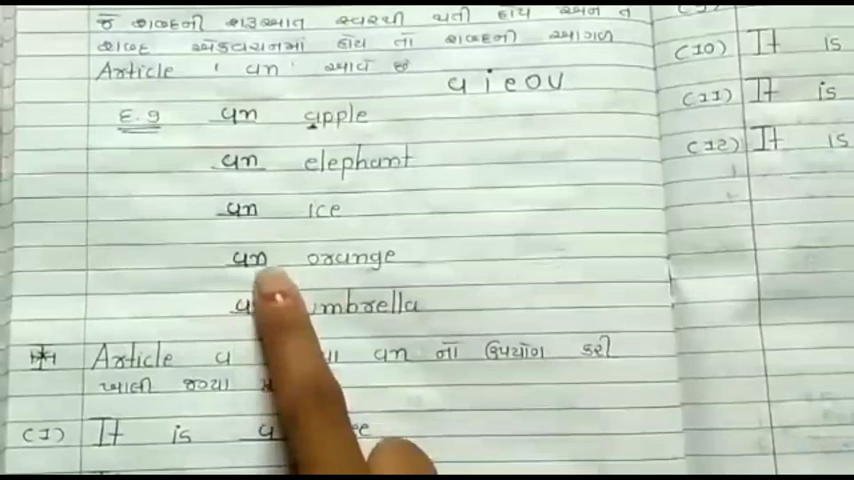 જે શબ્દની શરૂઆત સ્વરથી થતી હોય અને તે
શબ્દ એકવચનમાં હોય તો શબ્દની આગળ
Article 'an' આવે છે
a i e o u
E.g an apple
an elephant
an ice
an orange
umbrella
Article a an નો ઉપયોગ કરી
ખાલી જગ્યા
(1) It is a
(10) It is
(11) It is
(12) It is